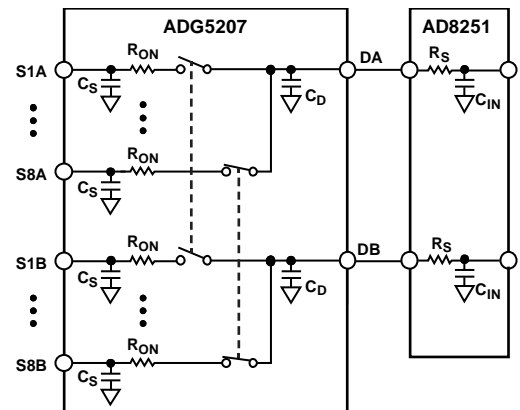 ADG5207 AD8251
S1A RON DA RS
CS CD CIN
RON
S8A
CS
S1B RON DB RS
CS CD CIN
RON
S8B
CS